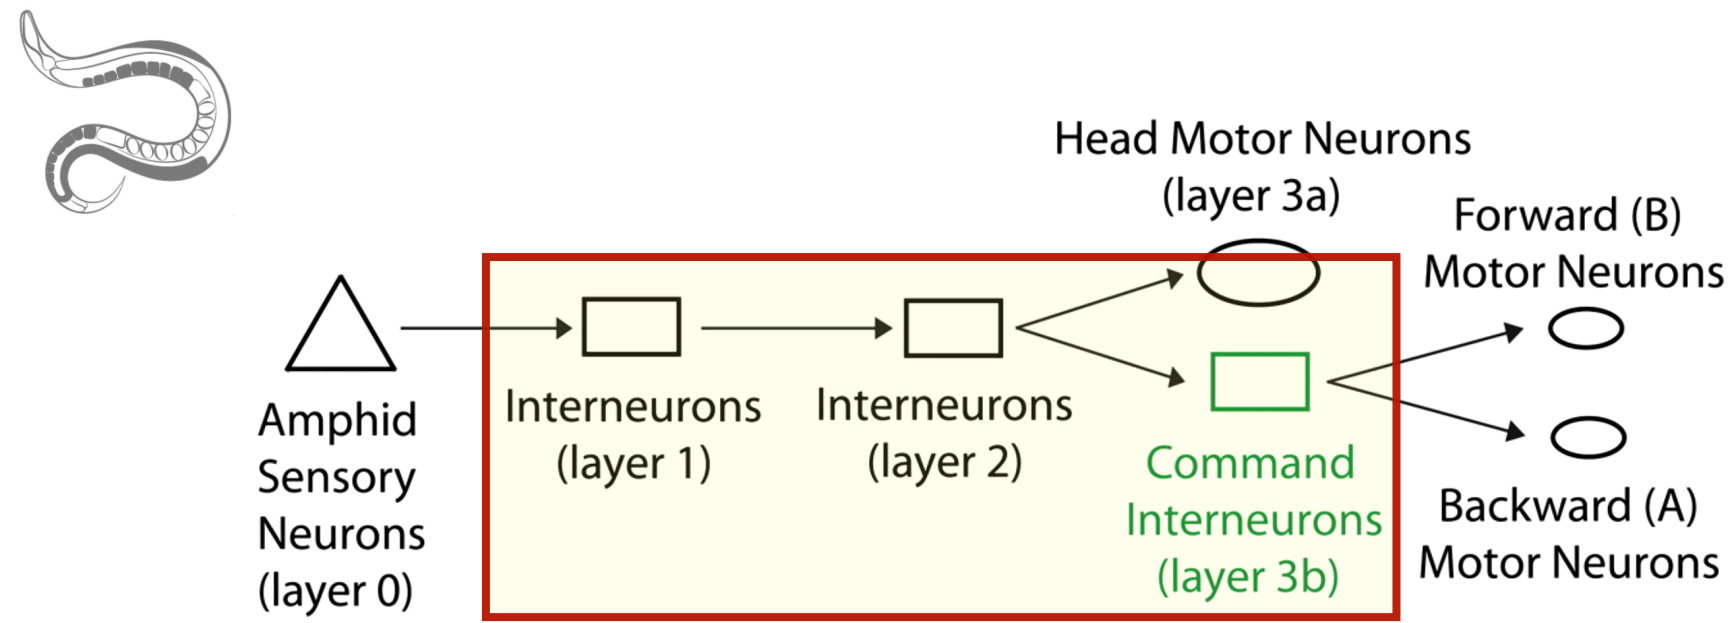 Amphid
Sensory
Neurons
(layer 0)
Interneurons
(layer 1)
Interneurons
(layer 2)
Head Motor Neurons
(layer 3a)
Command
Interneurons
(layer 3b)
Forward (B)
Motor Neurons
Backward (A)
Motor Neurons